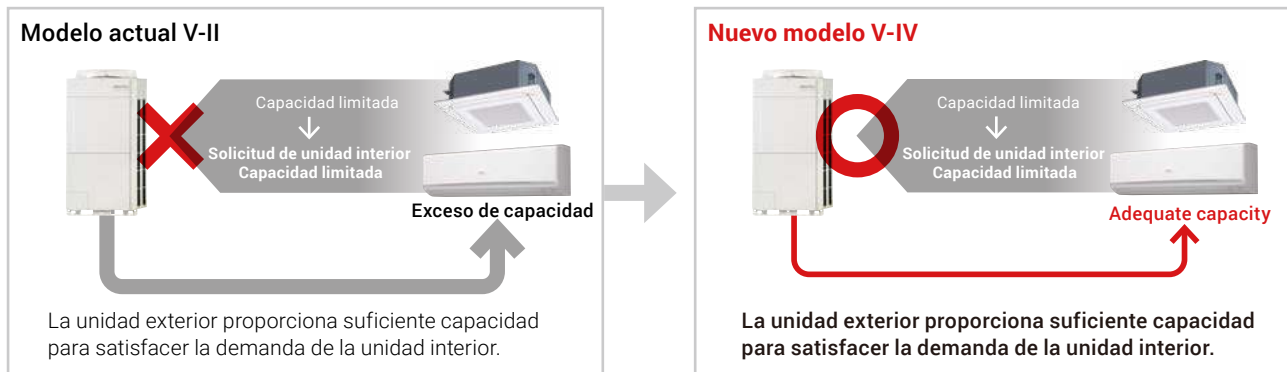 Modelo actual V-II
Capacidad limitada
Solicitud de unidad interior
Capacidad limitada
Exceso de capacidad
La unidad exterior proporciona suficiente capacidad
para satisfacer la demanda de la unidad interior.
Nuevo modelo V-IV
Capacidad limitada
Solicitud de unidad interior
Capacidad limitada
Adequate capacity
La unidad exterior proporciona suficiente capacidad
para satisfacer la demanda de la unidad interior.